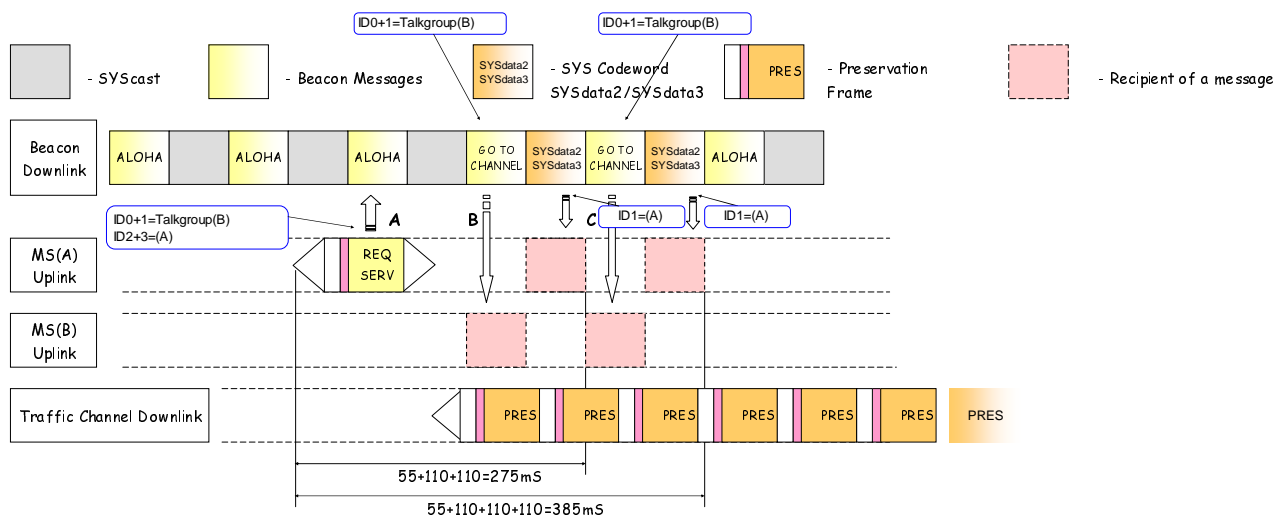 ID0+1=Talkgroup(B)
ID0+1=Talkgroup(B)
- SYScast
- Beacon Messages
SYSdata2
SYSdata3
- SYS Codeword
SYSdata2/SYSdata3
PRES
- Preservation
Frame
- Recipient of a message
Beacon
Downlink
ALOHA
ALOHA
ALOHA
GO TO
CHANNEL
SYSdata2
SYSdata3
GO TO
CHANNEL
SYSdata2
SYSdata3
ALOHA
ID0+1=Talkgroup(B)
ID2+3=(A)
A
B
C
ID1=(A)
ID1=(A)
MS(A)
Uplink
REQ
SERV
MS(B)
Uplink
Traffic Channel Downlink
PRES
PRES
PRES
PRES
PRES
PRES
PRES
55+110+110=275mS
55+110+110+110=385mS